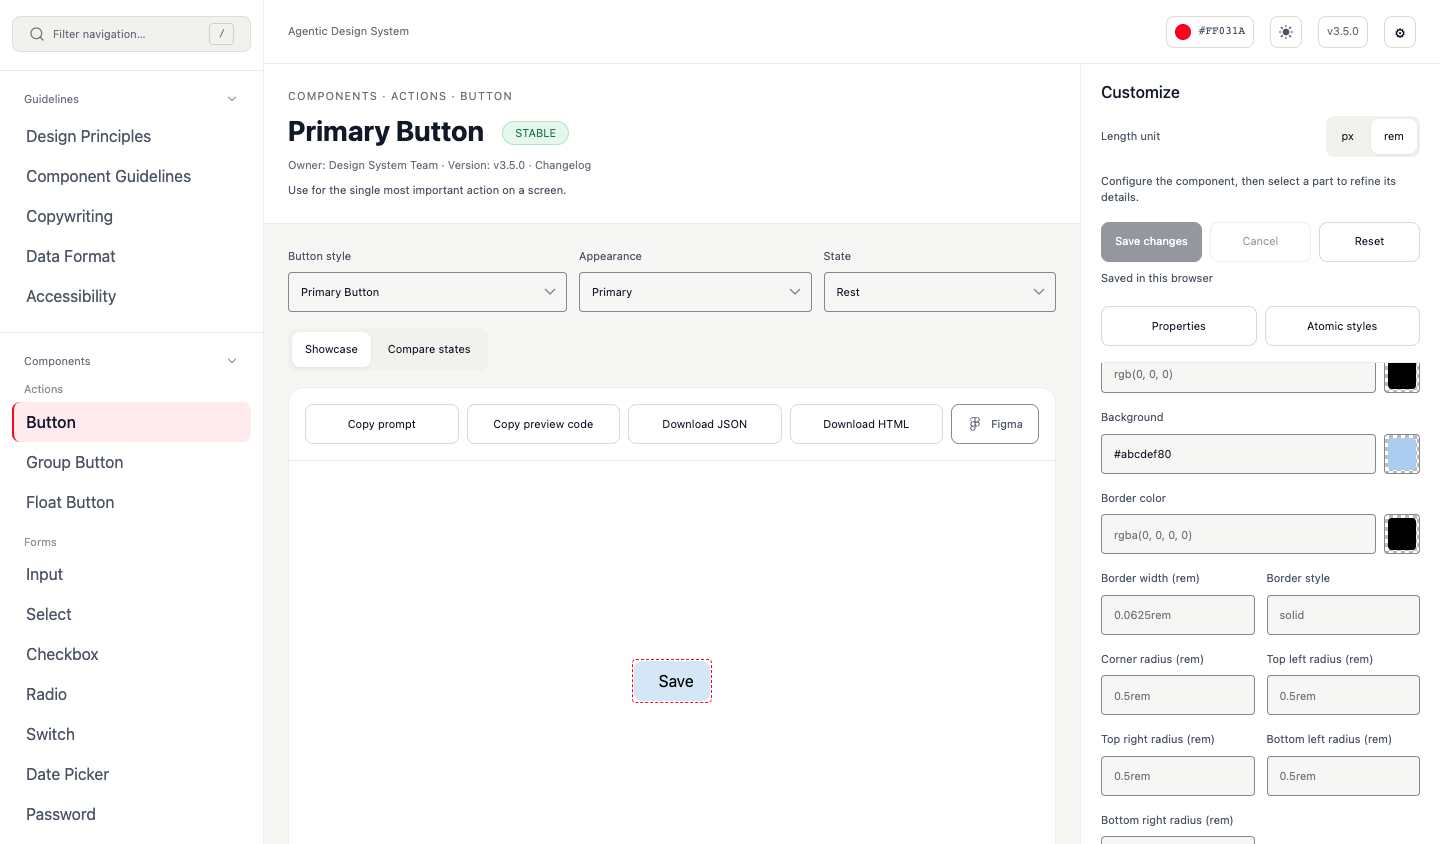 Filter navigation...
/
Guidelines
Design Principles
Component Guidelines
Copywriting
Data Format
Accessibility
Components
Actions
Button
Group Button
Float Button
Forms
Input
Select
Checkbox
Radio
Switch
Date Picker
Password
Agentic Design System
#FF031A
v3.5.0
COMPONENTS · ACTIONS · BUTTON
Primary Button
STABLE
Owner: Design System Team · Version: v3.5.0 · Changelog
Use for the single most important action on a screen.
Button style
Appearance
State
Primary Button
Primary
Rest
Showcase
Compare states
Copy prompt
Copy preview code
Download JSON
Download HTML
Figma
Save
Customize
Length unit
px
rem
Configure the component, then select a part to refine its
details.
Save changes
Cancel
Reset
Saved in this browser
Properties
Atomic styles
rgb(0, 0, 0)
Background
#abcdef80
Border color
rgba(0, 0, 0, 0)
Border width (rem)
Border style
0.0625rem
solid
Corner radius (rem)
Top left radius (rem)
0.5rem
0.5rem
Top right radius (rem)
Bottom left radius (rem)
0.5rem
0.5rem
Bottom right radius (rem)